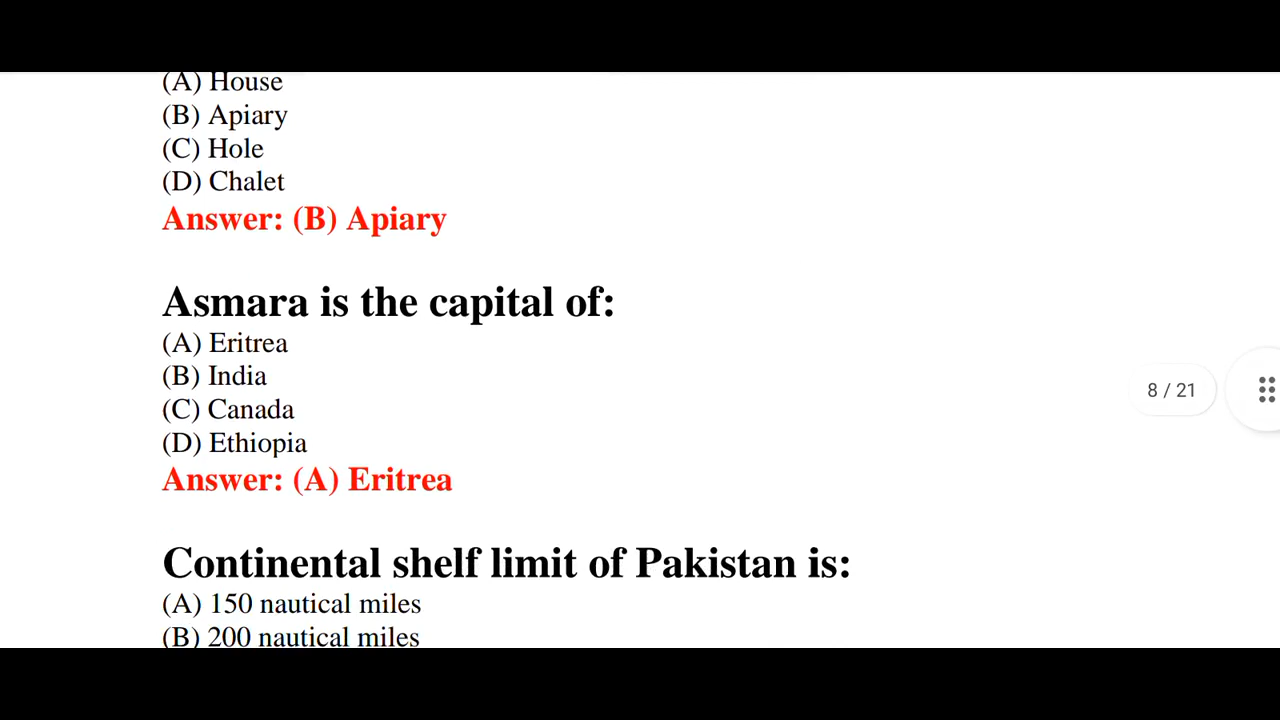 (A) House
(B) Apiary
(C) Hole
(D) Chalet
Answer: (B) Apiary
Asmara is the capital of:
(A) Eritrea
(B) India
(C) Canada
(D) Ethiopia
Answer: (A) Eritrea
8 / 21
Continental shelf limit of Pakistan is:
(A) 150 nautical miles
(B) 200 nautical miles